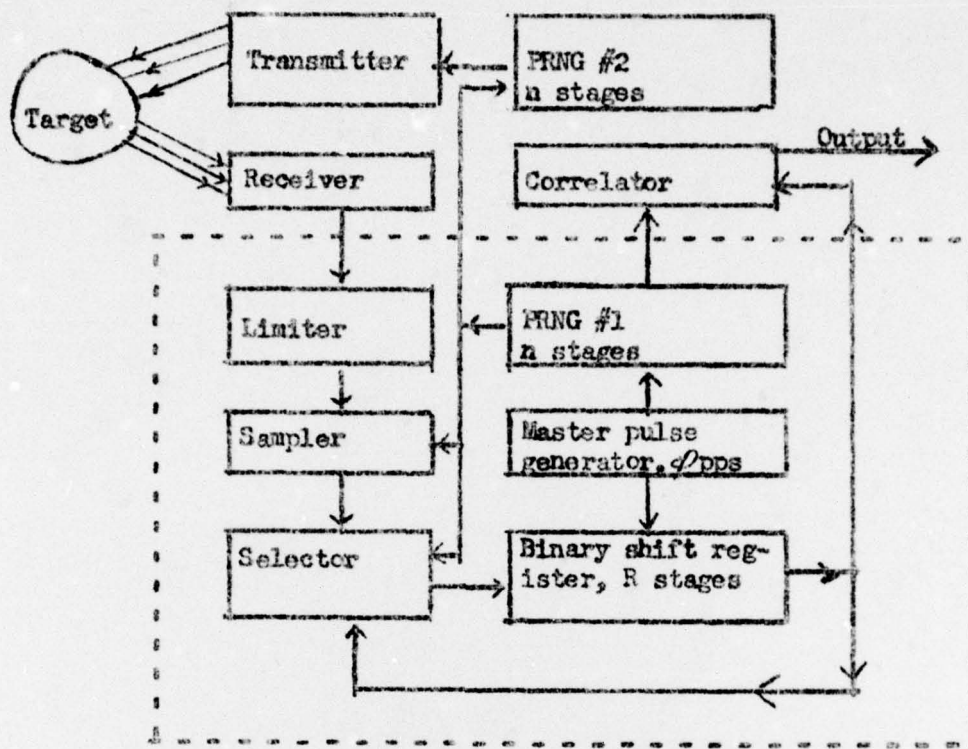 Transmitter
PRNG #2
n stages
Target
Output
Receiver
Correlator
Limiter
PRNG #1
n stages
Sampler
Master pulse
generator, φ pps
Selector
Binary shift reg-
ister, R stages